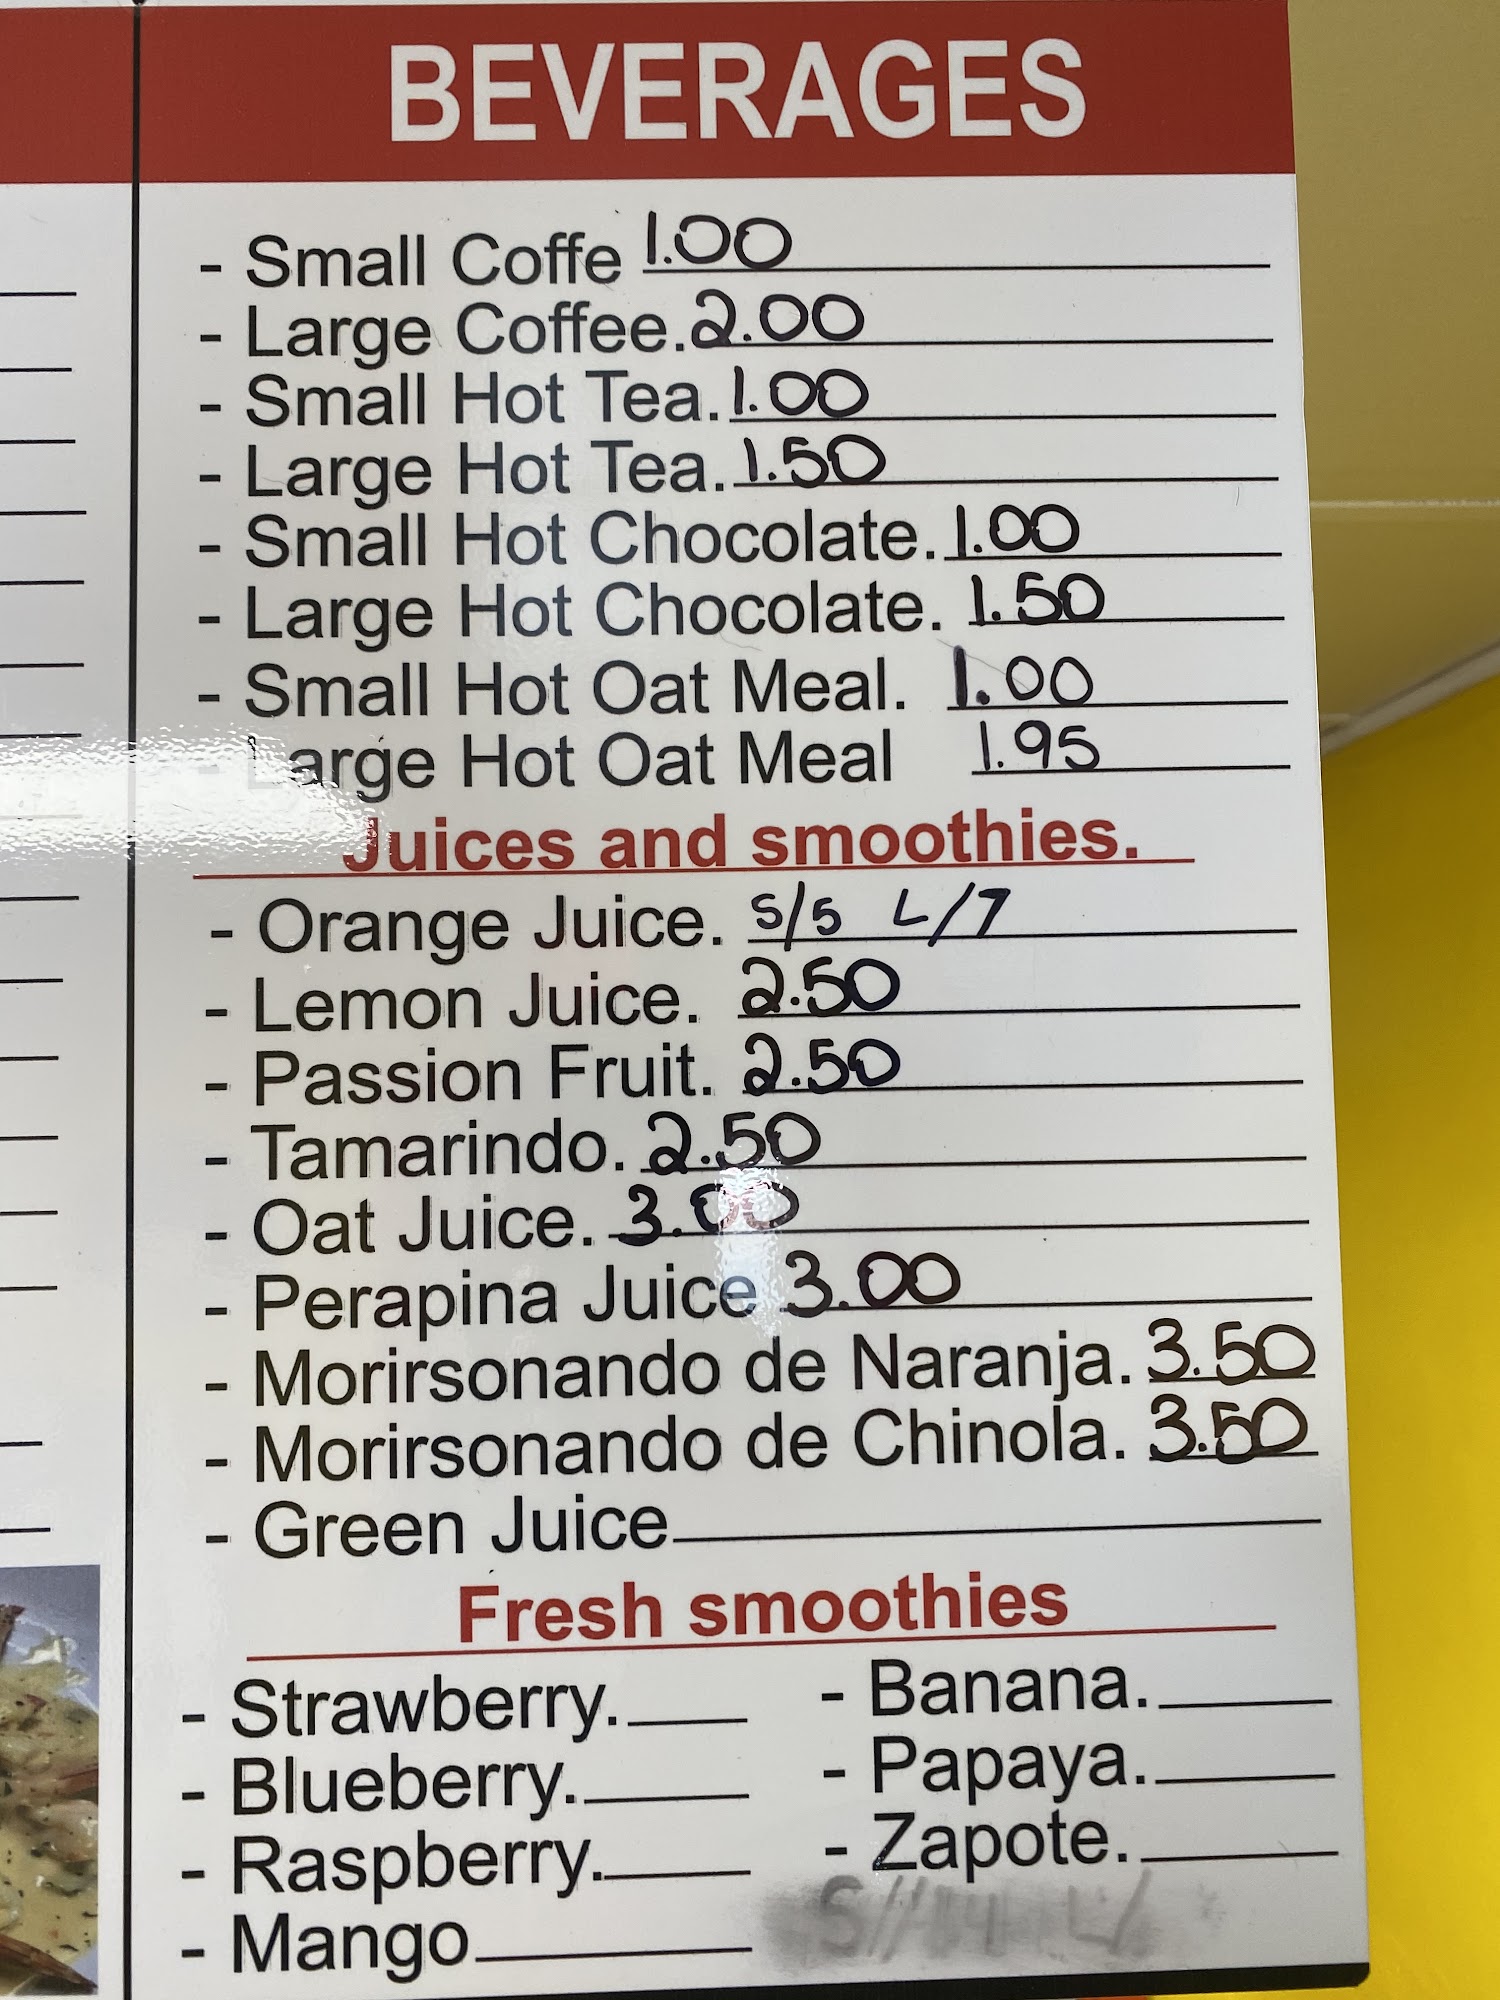 BEVERAGES
- Small Coffe 1.00
- Large Coffee. 2.00
- Small Hot Tea. 1.00
- Large Hot Tea. 1.50
- Small Hot Chocolate. 1.00
- Large Hot Chocolate. 1.50
- Small Hot Oat Meal. 1.00
- Large Hot Oat Meal 1.95
Juices and smoothies.
- Orange Juice. S/5 L/7
- Lemon Juice. 2.50
- Passion Fruit. 2.50
- Tamarindo. 2.50
- Oat Juice. 3.00
- Perapina Juice 3.00
- Morirsonando de Naranja. 3.50
- Morirsonando de Chinola. 3.50
- Green Juice
Fresh smoothies
- Strawberry. - Banana.
- Blueberry. - Papaya.
- Raspberry. - Zapote.
- Mango